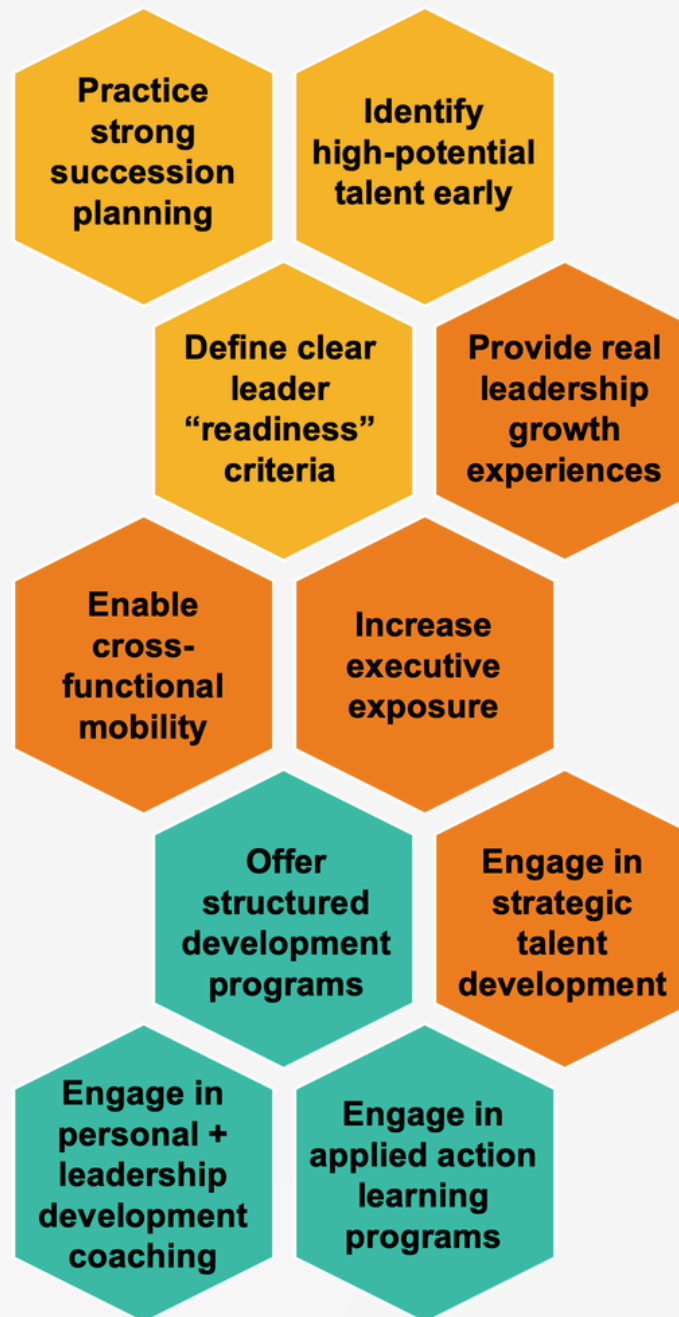 Practice
strong
succession
planning
Identify
high-potential
talent early
Define clear
leader
“readiness”
criteria
Provide real
leadership
growth
experiences
Enable
cross-
functional
mobility
Increase
executive
exposure
Offer
structured
development
programs
Engage in
strategic
talent
development
Engage in
personal +
leadership
development
coaching
Engage in
applied action
learning
programs